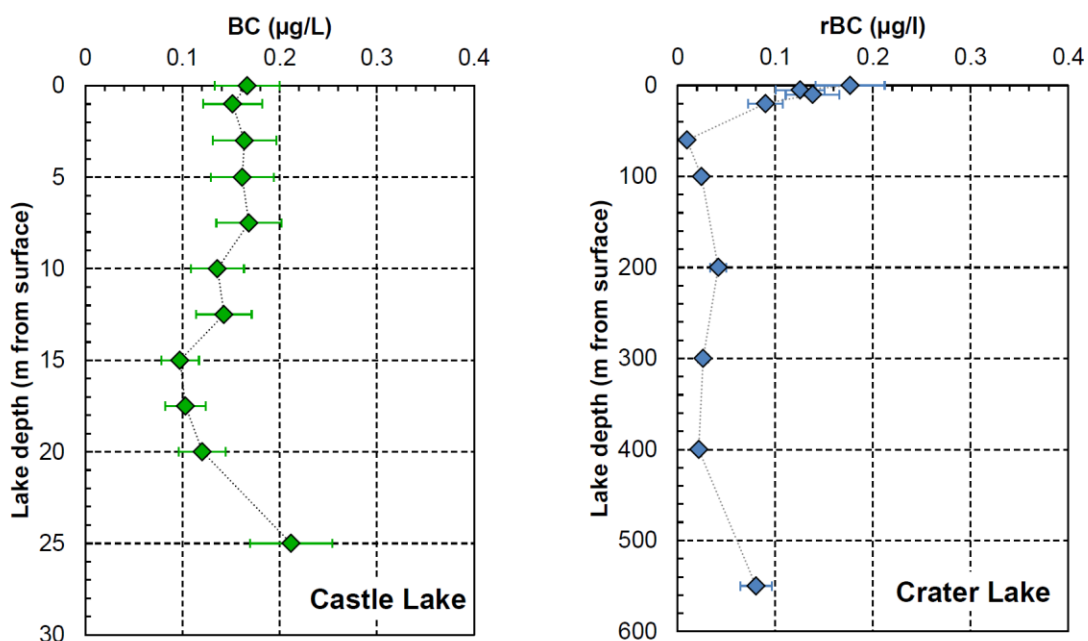 BC (µg/L)
0 0.1 0.2 0.3 0.4
0
5
10
15
20
25
30
Lake depth (m from surface)
Castle Lake
rBC (µg/l)
0 0.1 0.2 0.3 0.4
0
100
200
300
400
500
600
Lake depth (m from surface)
Crater Lake